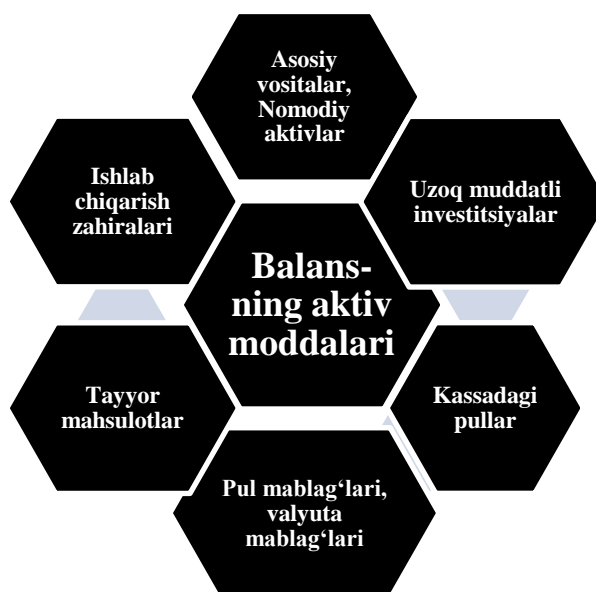 Asosiy
vositalar,
Nomodiy
aktivlar
Uzoq muddatli
investitsiyalar
Kassadagi
pullar
Pul mablag‘lari,
valyuta
mablag‘lari
Tayyor
mahsulotlar
Ishlab
chiqarish
zahiralari
Balans-
ning aktiv
moddalari